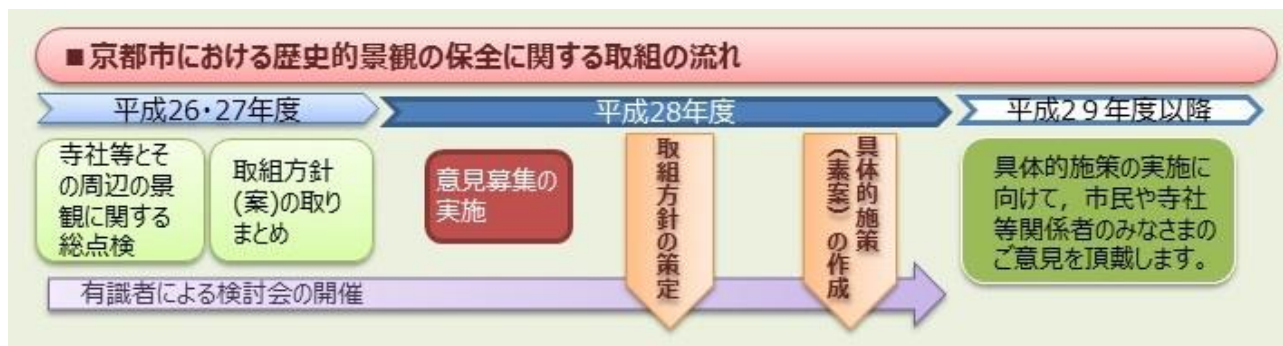 ■京都市における歴史的景観の保全に関する取組の流れ
平成26・27年度
平成28年度
平成２９年度以降
寺社等とそ
の周辺の景
観に関する
総点検
取組方針
(案)の取り
まとめ
意見募集の
実施
取組方針の策定
具体的施策
（素案）の作成
具体的施策の実施に
向けて，市民や寺社
等関係者のみなさまの
ご意見を頂戴します。
有識者による検討会の開催